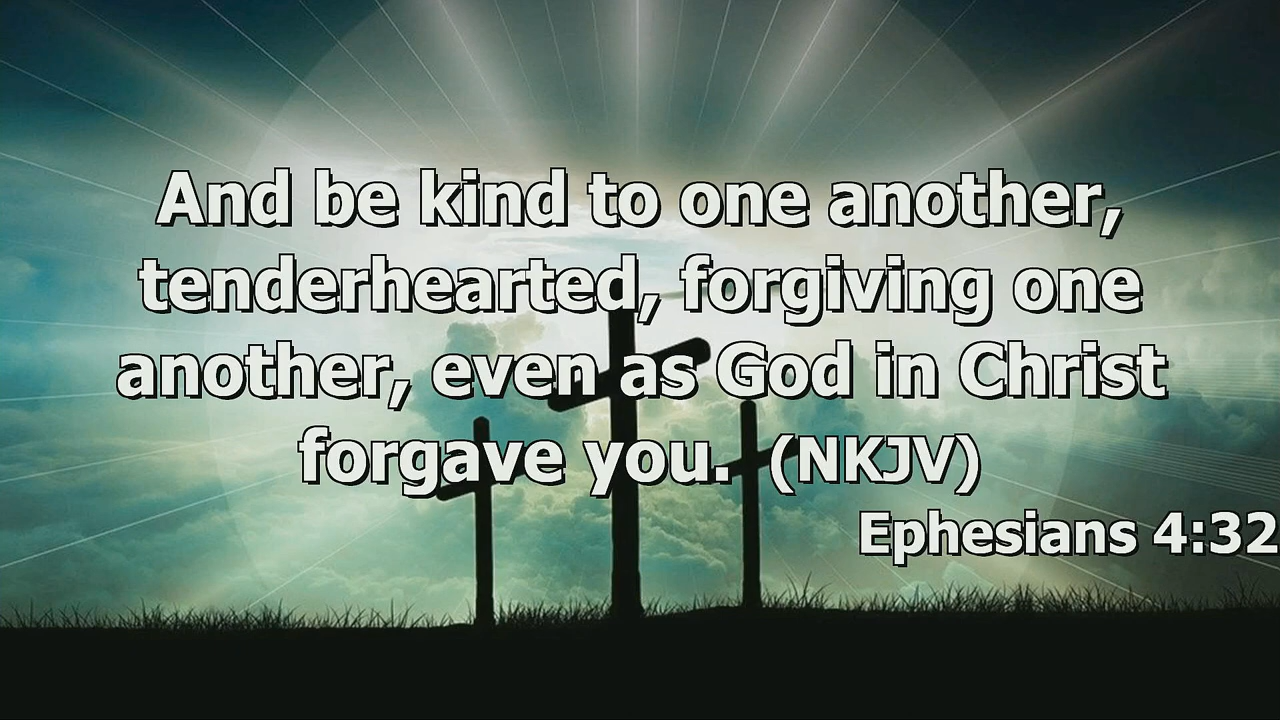 And be kind to one another,
tenderhearted, forgiving one
another, even as God in Christ
forgave you. (NKJV)
Ephesians 4:32